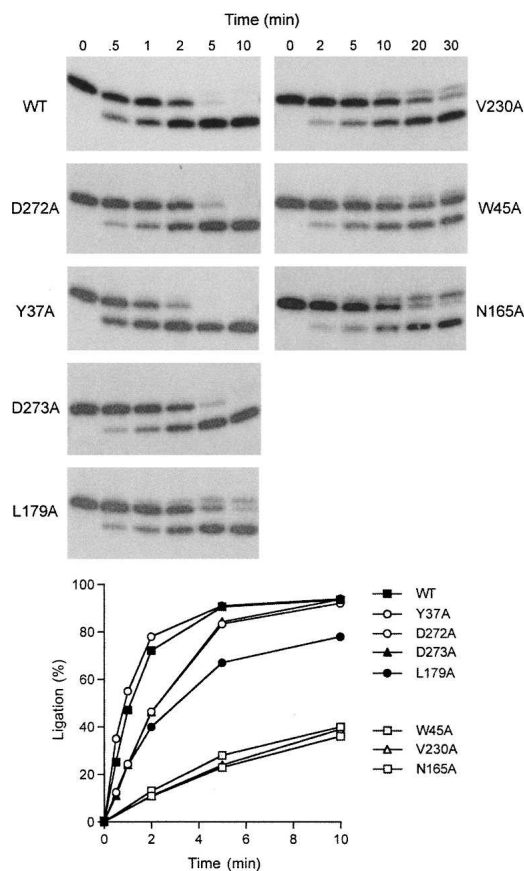 Time (min)
0 .5 1 2 5 10
0 2 5 10 20 30
WT
V230A
D272A
W45A
Y37A
N165A
D273A
L179A
100
80
60
40
20
0
Ligation (%)
0 2 4 6 8 10
Time (min)
WT
Y37A
D272A
D273A
L179A
W45A
V230A
N165A